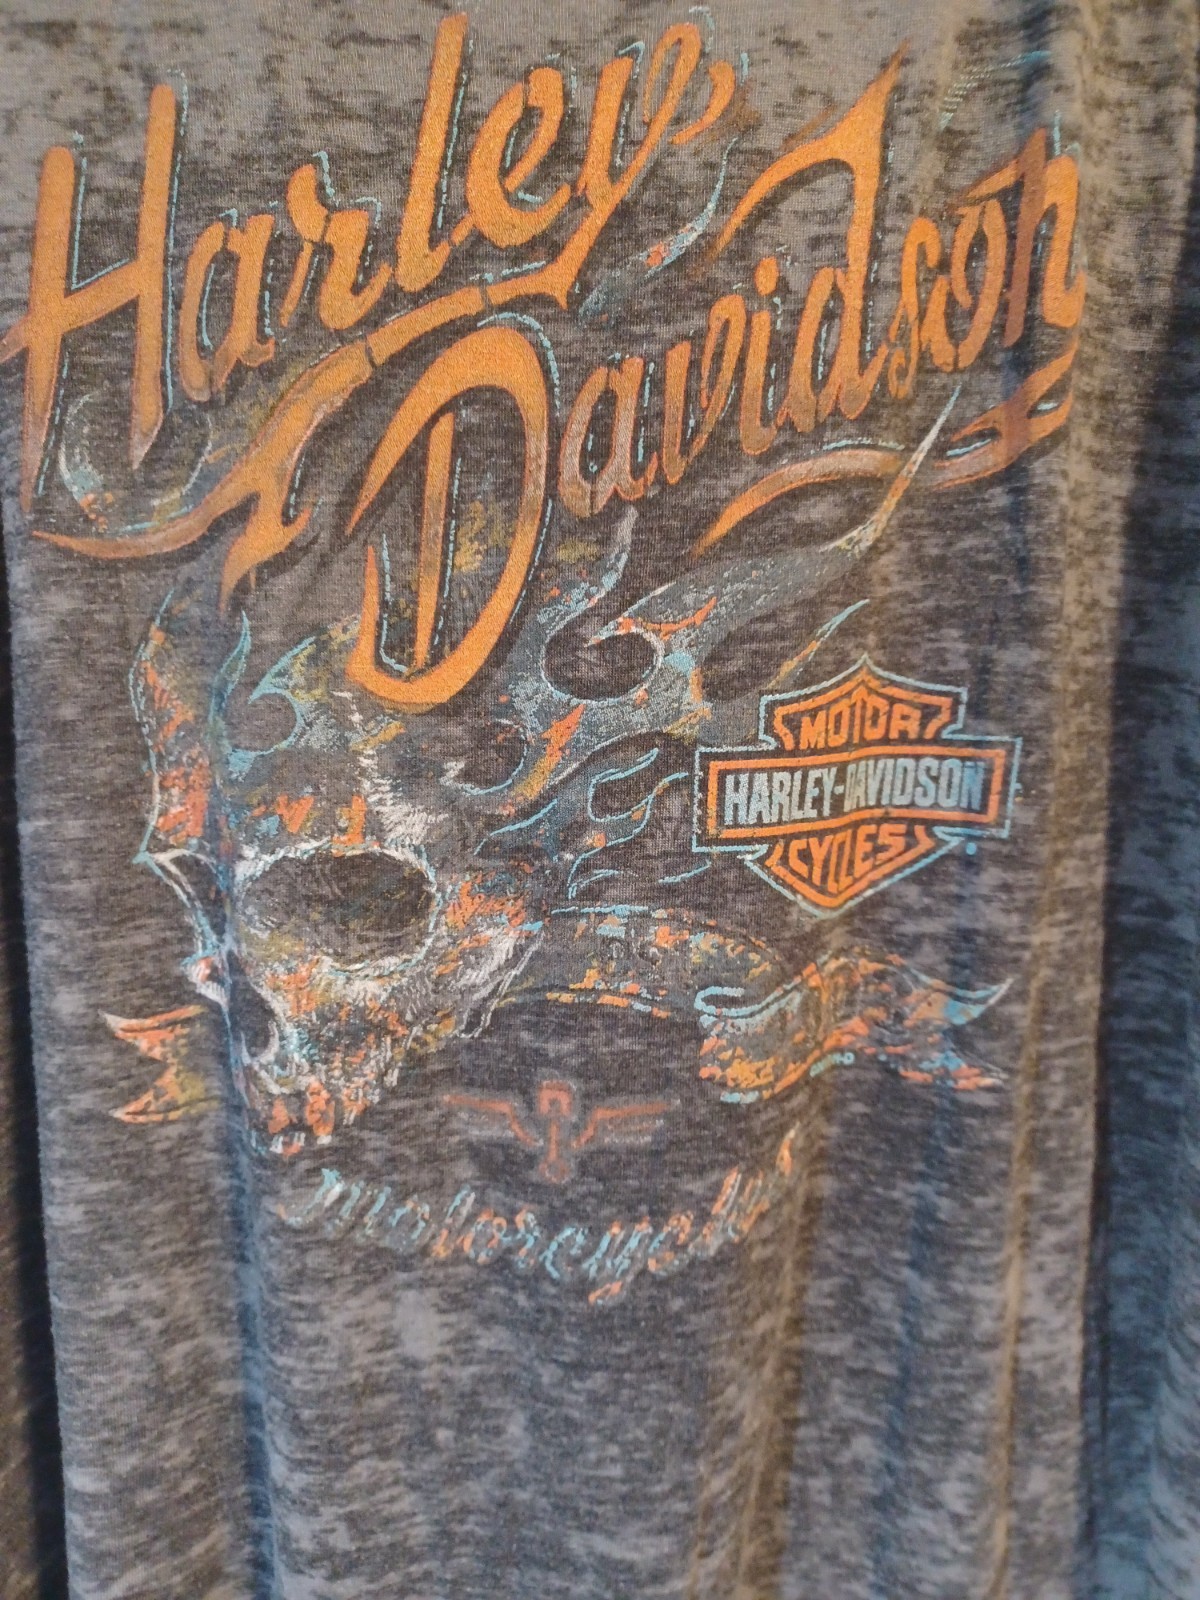 Harley
Davidson
MOTOR
HARLEY-DAVIDSON
CYCLES
motorcycles